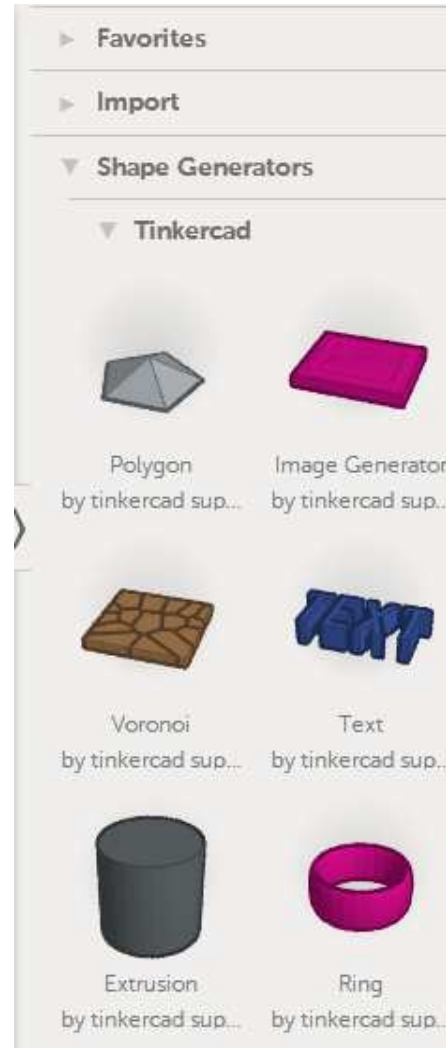 Favorites
Import
Shape Generators
Tinkercad
Polygon
by tinkercad sup...
Image Generator
by tinkercad sup...
Voronoi
by tinkercad sup...
TEXT
Text
by tinkercad sup...
Extrusion
by tinkercad sup...
Ring
by tinkercad sup...